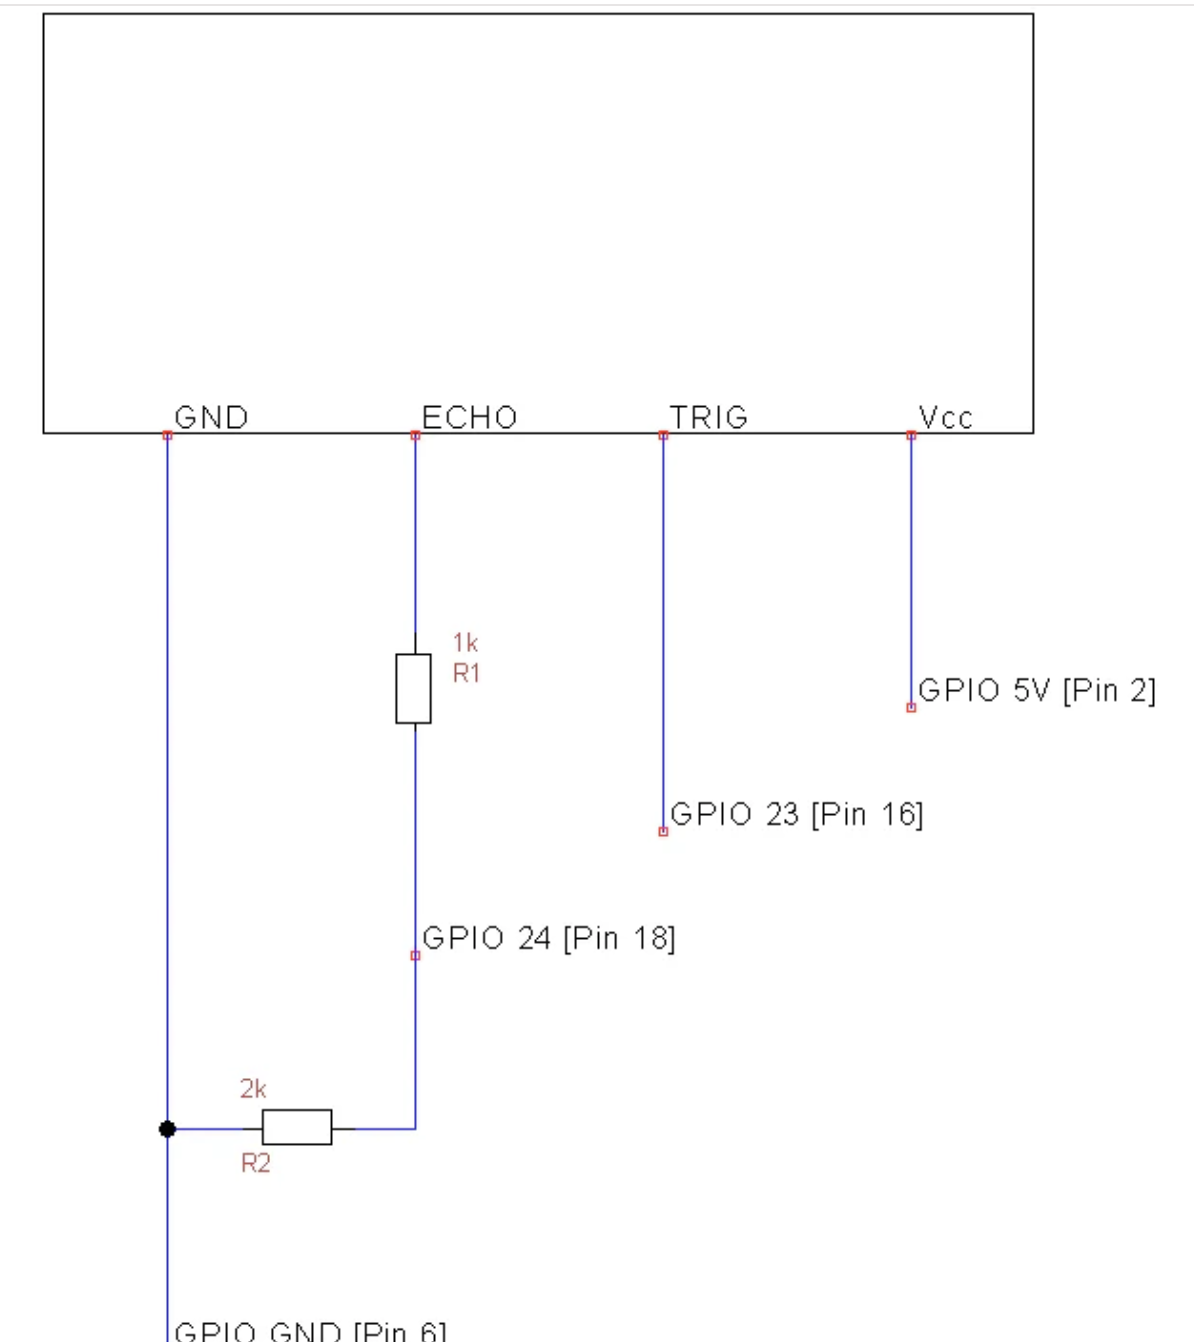 GND
ECHO
TRIG
Vcc
1k
R1
GPIO 5V [Pin 2]
GPIO 23 [Pin 16]
GPIO 24 [Pin 18]
2k
R2
GPIO GND [Pin 6]